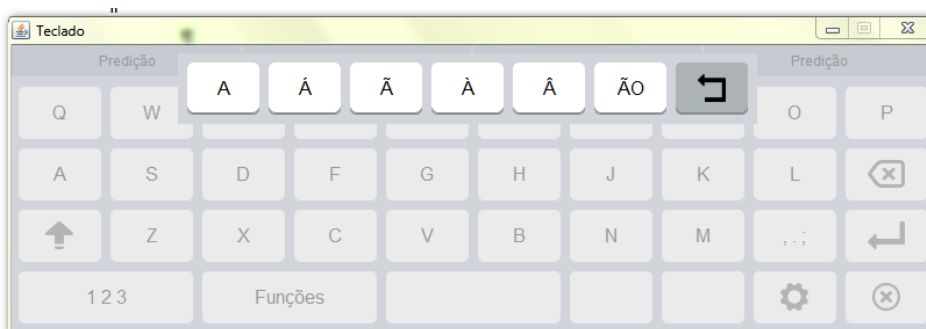 "
Teclado
Predição Predição
A Á Ã À Â ÃO
Q W O P
A S D F G H J K L
Z X C V B N M , . ;
1 2 3 Funções